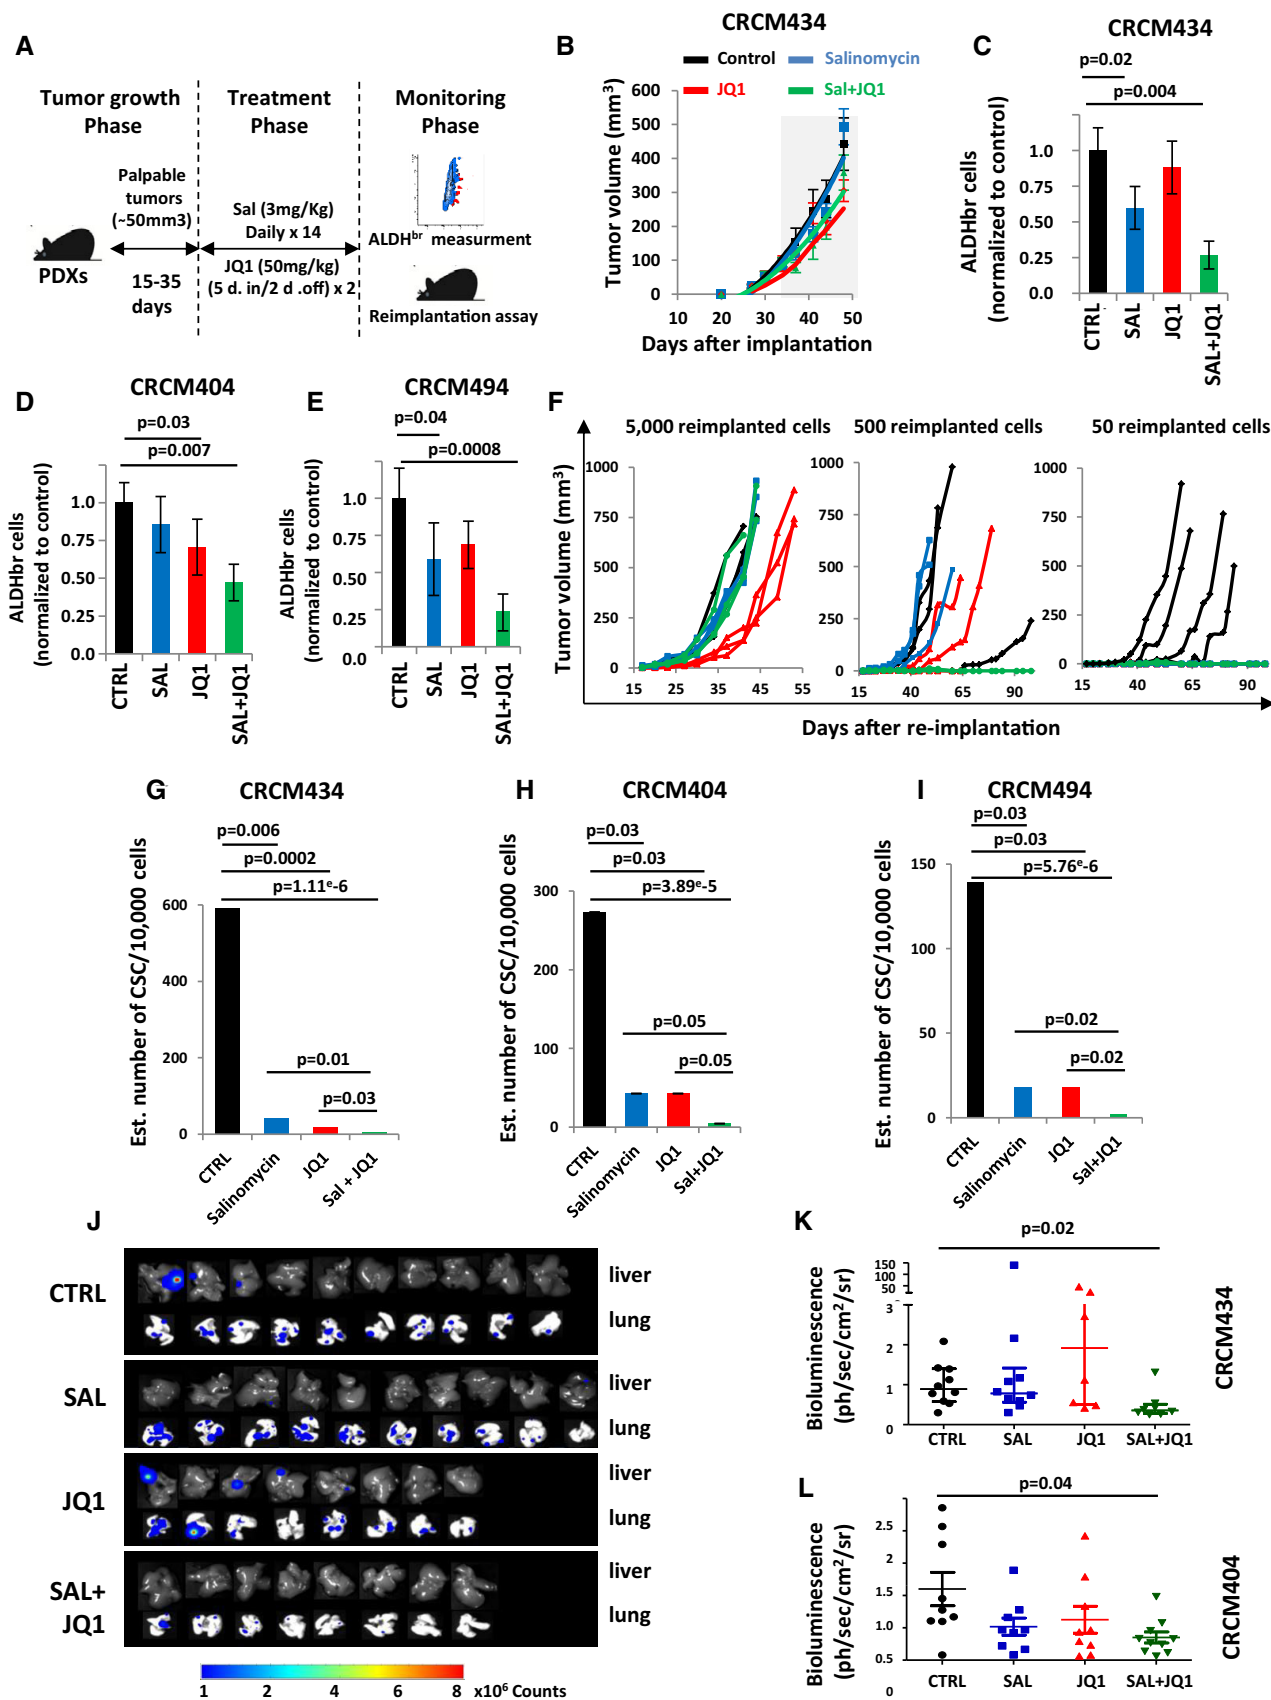 A
Tumor growth
Phase
Treatment
Phase
Monitoring
Phase
Palpable
tumors
(~50mm3)
Sal (3mg/Kg)
Daily x 14
ALDHbr measurment
PDXs
15-35
days
JQ1 (50mg/kg)
(5 d. in/2 d .off) x 2
Reimplantation assay
B
CRCM434
Control
Salinomycin
JQ1
Sal+JQ1
Tumor volume (mm3)
600
500
400
300
200
100
0
10
20
30
40
50
Days after implantation
C
CRCM434
p=0.02
p=0.004
ALDHbr cells
(normalized to control)
1.0
0.75
0.50
0.25
0.0
CTRL
SAL
JQ1
SAL+JQ1
D
CRCM404
p=0.03
p=0.007
ALDHbr cells
(normalized to control)
1.0
0.75
0.50
0.25
0.0
CTRL
SAL
JQ1
SAL+JQ1
E
CRCM494
p=0.04
p=0.0008
ALDHbr cells
(normalized to control)
1.0
0.75
0.50
0.25
0.0
CTRL
SAL
JQ1
SAL+JQ1
F
5,000 reimplanted cells
500 reimplanted cells
50 reimplanted cells
Tumor volume (mm3)
1000
750
500
250
0
15
25
35
45
55
1000
750
500
250
0
15
40
65
90
1000
750
500
250
0
15
40
65
90
Days after re-implantation
G
CRCM434
p=0.006
p=0.0002
p=1.11e-6
Est. number of CSC/10,000 cells
600
400
200
0
p=0.01
p=0.03
CTRL
Salinomycin
JQ1
Sal + JQ1
H
CRCM404
p=0.03
p=0.03
p=3.89e-5
Est. number of CSC/10,000 cells
300
200
100
0
p=0.05
p=0.05
CTRL
Salinomycin
JQ1
Sal+JQ1
I
CRCM494
p=0.03
p=0.03
p=5.76e-6
Est. number of CSC/10,000 cells
150
100
50
0
p=0.02
p=0.02
CTRL
Salinomycin
JQ1
Sal+JQ1
J
CTRL
liver
lung
SAL
liver
lung
JQ1
liver
lung
SAL+
JQ1
liver
lung
1
2
4
6
8
x106 Counts
K
p=0.02
Bioluminescence
(ph/sec/cm2/sr)
150
100
50
0
3
2
1
0
CTRL
SAL
JQ1
SAL+JQ1
CRCM434
L
p=0.04
Bioluminescence
(ph/sec/cm2/sr)
2.5
2.0
1.5
1.0
0.5
0
CTRL
SAL
JQ1
SAL+JQ1
CRCM404